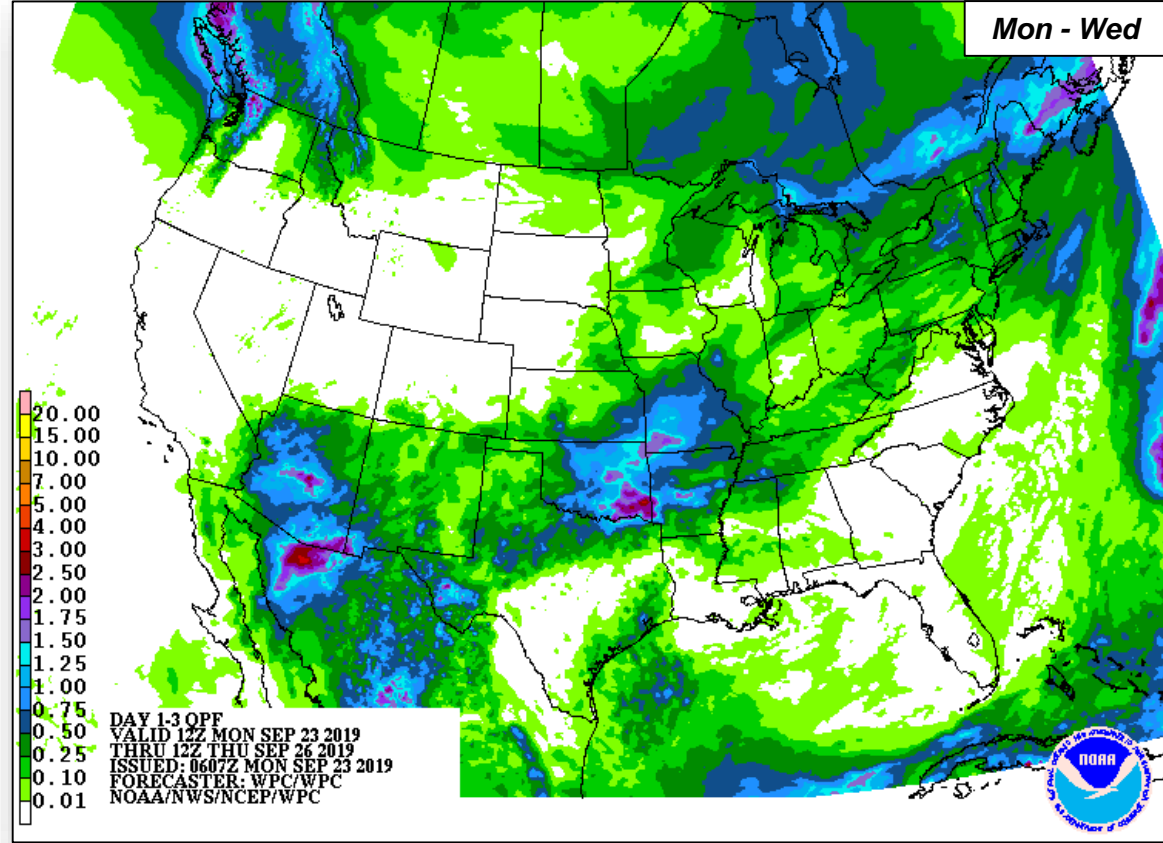 Mon - Wed
20.00
15.00
10.00
7.00
5.00
4.00
3.00
2.50
2.00
1.75
1.50
1.25
1.00
0.75
0.50
0.25
0.10
0.01
DAY 1-3 QPF
VALID 12Z MON SEP 23 2019
THRU 12Z THU SEP 26 2019
ISSUED: 0607Z MON SEP 23 2019
FORECASTER: WPC/WPC
NOAA/NWS/NCEP/WPC
NOAA